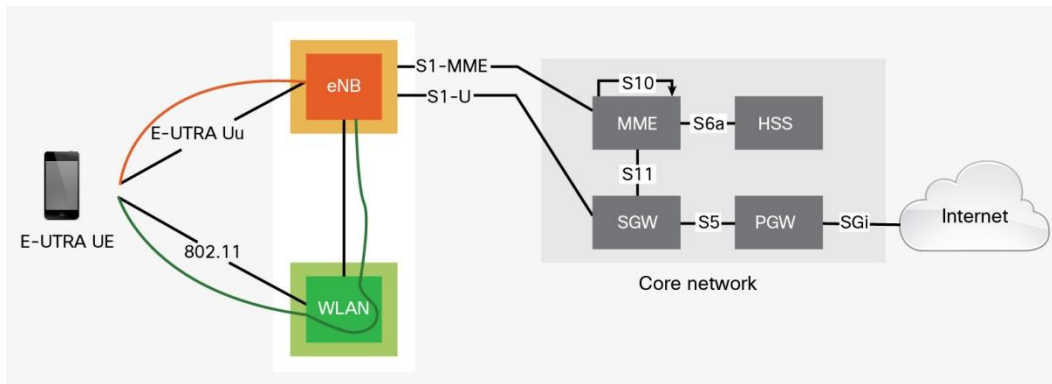 eNB
S1-MME
S1-U
E-UTRA Uu
E-UTRA UE
802.11
WLAN
S10
MME
S6a
HSS
S11
SGW
S5
PGW
SGi
Internet
Core network